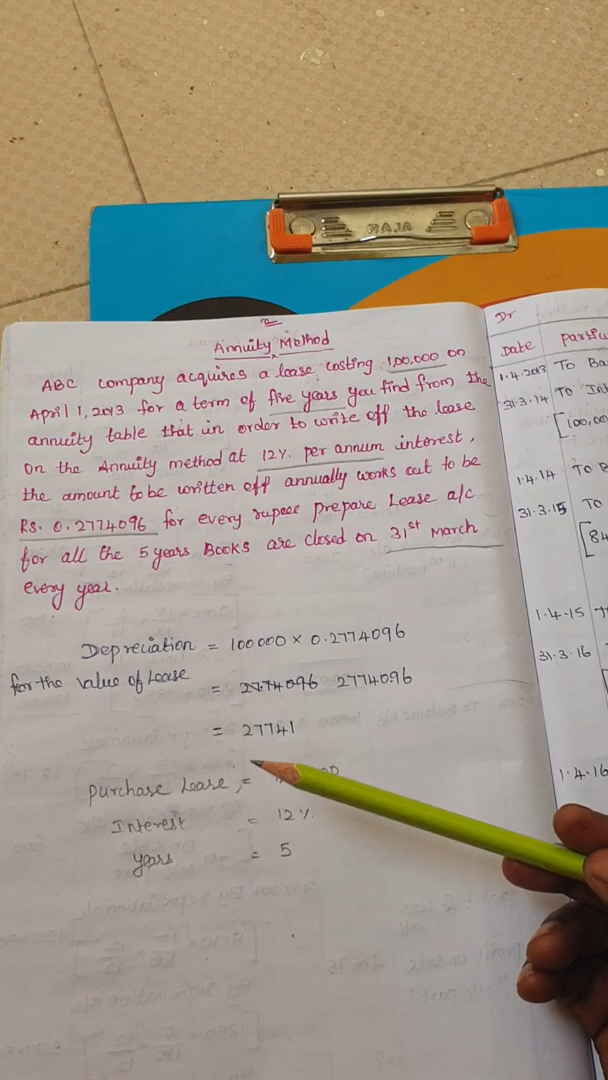 RAJA
Annuity Method
ABC company acquires a lease costing 1,00,000 on
April 1, 2013 for a term of five years you find from the
annuity table that in order to write off the lease
on the Annuity method at 12%. per annum interest,
the amount to be written off annually works out to be
RS. 0.2774096 for every rupee prepare Lease a/c
for all the 5 years Books are closed on 31st March
every year.
Depreciation = 100000 × 0.2774096
for the value of Lease
= 2774096 2774096
= 27741
purchase Lease, =
Interest = 12%.
years = 5
Dr
Date
1.4.2013 To
31.3.14 To
[100,00
1.4.14 To
31.3.15 To
[84
1.4.15
31.3.16
1.4.16